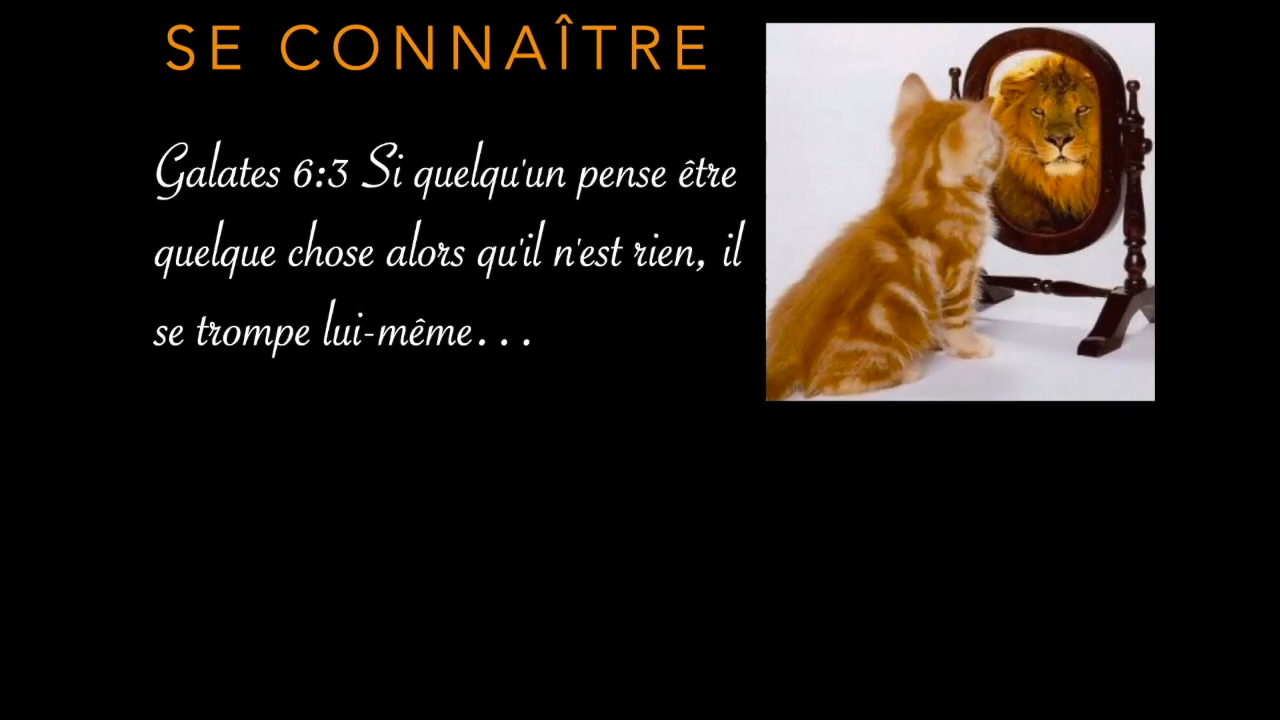 SE CONNAÎTRE
Galates 6:3 Si quelqu'un pense être
quelque chose alors qu'il n'est rien, il
se trompe lui-même...